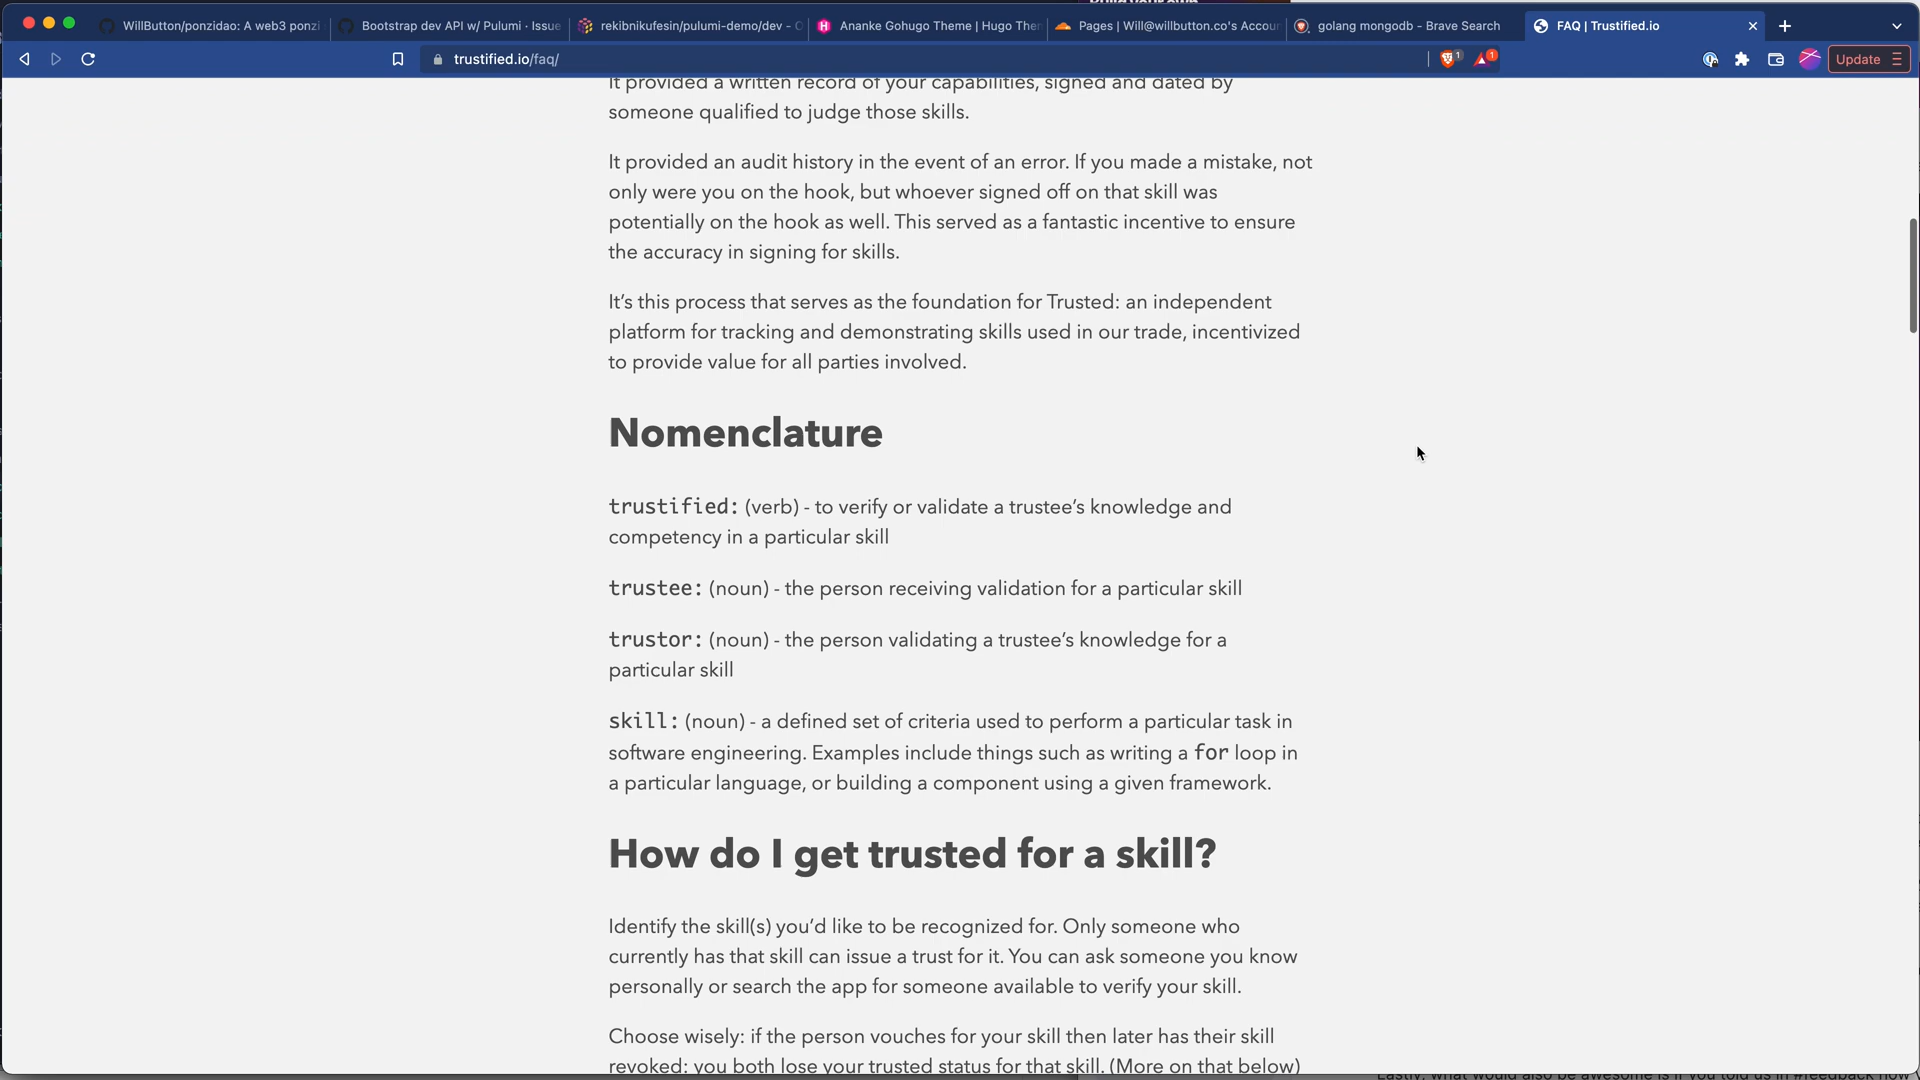 WillButton/ponzidao: A web3 ponzi
Bootstrap dev API w/ Pulumi · Issue
rekibnikufesin/pulumi-demo/dev -
Ananke Gohugo Theme | Hugo The
Pages | Will@willbutton.co's Accou
golang mongodb - Brave Search
FAQ | Trustified.io
trustified.io/faq/
1
1
Update
It provided a written record of your capabilities, signed and dated by
someone qualified to judge those skills.
It provided an audit history in the event of an error. If you made a mistake, not
only were you on the hook, but whoever signed off on that skill was
potentially on the hook as well. This served as a fantastic incentive to ensure
the accuracy in signing for skills.
It’s this process that serves as the foundation for Trusted: an independent
platform for tracking and demonstrating skills used in our trade, incentivized
to provide value for all parties involved.
Nomenclature
trustified: (verb) - to verify or validate a trustee’s knowledge and
competency in a particular skill
trustee: (noun) - the person receiving validation for a particular skill
trustor: (noun) - the person validating a trustee’s knowledge for a
particular skill
skill: (noun) - a defined set of criteria used to perform a particular task in
software engineering. Examples include things such as writing a for loop in
a particular language, or building a component using a given framework.
How do I get trusted for a skill?
Identify the skill(s) you’d like to be recognized for. Only someone who
currently has that skill can issue a trust for it. You can ask someone you know
personally or search the app for someone available to verify your skill.
Choose wisely: if the person vouches for your skill then later has their skill
revoked: you both lose your trusted status for that skill. (More on that below)